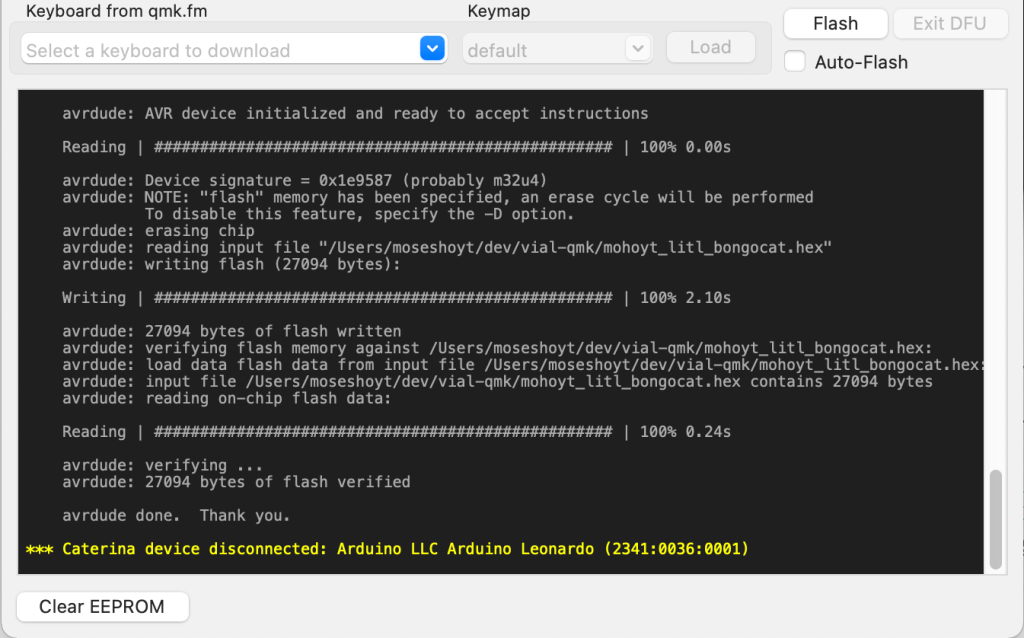 Keyboard from qmk.fm
Keymap
Select a keyboard to download
default
Load
Flash
Exit DFU
Auto-Flash
avrdude: AVR device initialized and ready to accept instructions
Reading | ################################################## | 100% 0.00s
avrdude: Device signature = 0x1e9587 (probably m32u4)
avrdude: NOTE: "flash" memory has been specified, an erase cycle will be performed
To disable this feature, specify the -D option.
avrdude: erasing chip
avrdude: reading input file "/Users/moseshoyt/dev/vial-qmk/mohoyt_litl_bongocat.hex"
avrdude: writing flash (27094 bytes):
Writing | ################################################## | 100% 2.10s
avrdude: 27094 bytes of flash written
avrdude: verifying flash memory against /Users/moseshoyt/dev/vial-qmk/mohoyt_litl_bongocat.hex:
avrdude: load data flash data from input file /Users/moseshoyt/dev/vial-qmk/mohoyt_litl_bongocat.hex:
avrdude: input file /Users/moseshoyt/dev/vial-qmk/mohoyt_litl_bongocat.hex contains 27094 bytes
avrdude: reading on-chip flash data:
Reading | ################################################## | 100% 0.24s
avrdude: verifying ...
avrdude: 27094 bytes of flash verified
avrdude done.  Thank you.
*** Caterina device disconnected: Arduino LLC Arduino Leonardo (2341:0036:0001)
Clear EEPROM